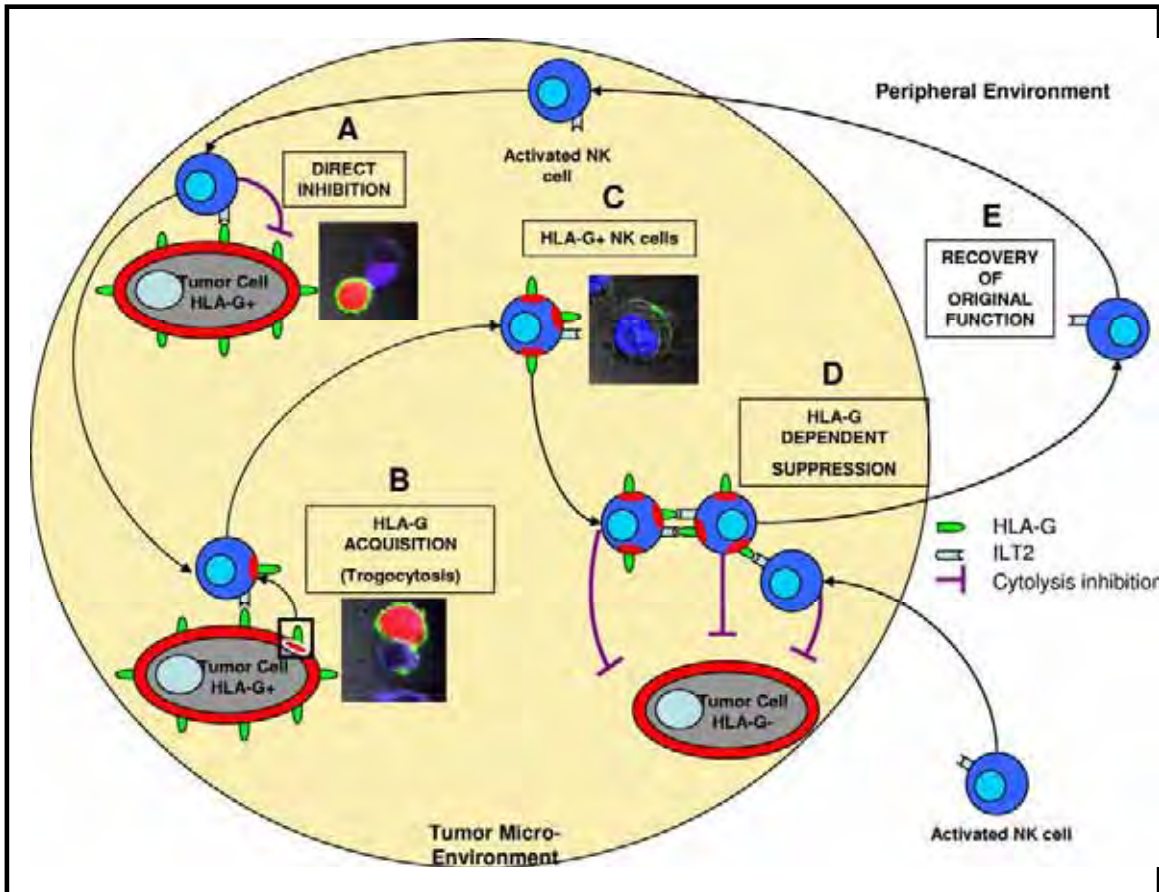 Peripheral Environment
A
DIRECT
INHIBITION
Activated NK
cell
C
HLA-G+ NK cells
E
RECOVERY
OF
ORIGINAL
FUNCTION
Tumor Cell
HLA-G+
D
HLA-G
DEPENDENT
SUPPRESSION
B
HLA-G
ACQUISITION
(Trogocytosis)
HLA-G
ILT2
Cytolysis inhibition
Tumor Cell
HLA-G+
Tumor Cell
HLA-G-
Activated NK cell
Tumor Micro-
Environment